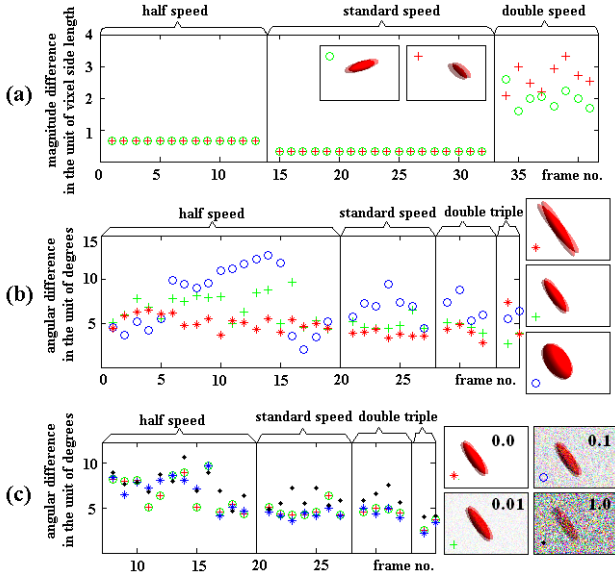 half speed standard speed double speed
4
3
2
1
(a)
magnitude difference
in the unit of voxel side length
0 5 10 15 20 25 30 35 frame no.
half speed standard speed double triple
15
10
5
(b)
angular difference
in the unit of degrees
0 5 10 15 20 25 frame no.
half speed standard speed double triple
10
5
(c)
angular difference
in the unit of degrees
10 15 20 25 30 frame no.
0.0 0.1
0.01 1.0